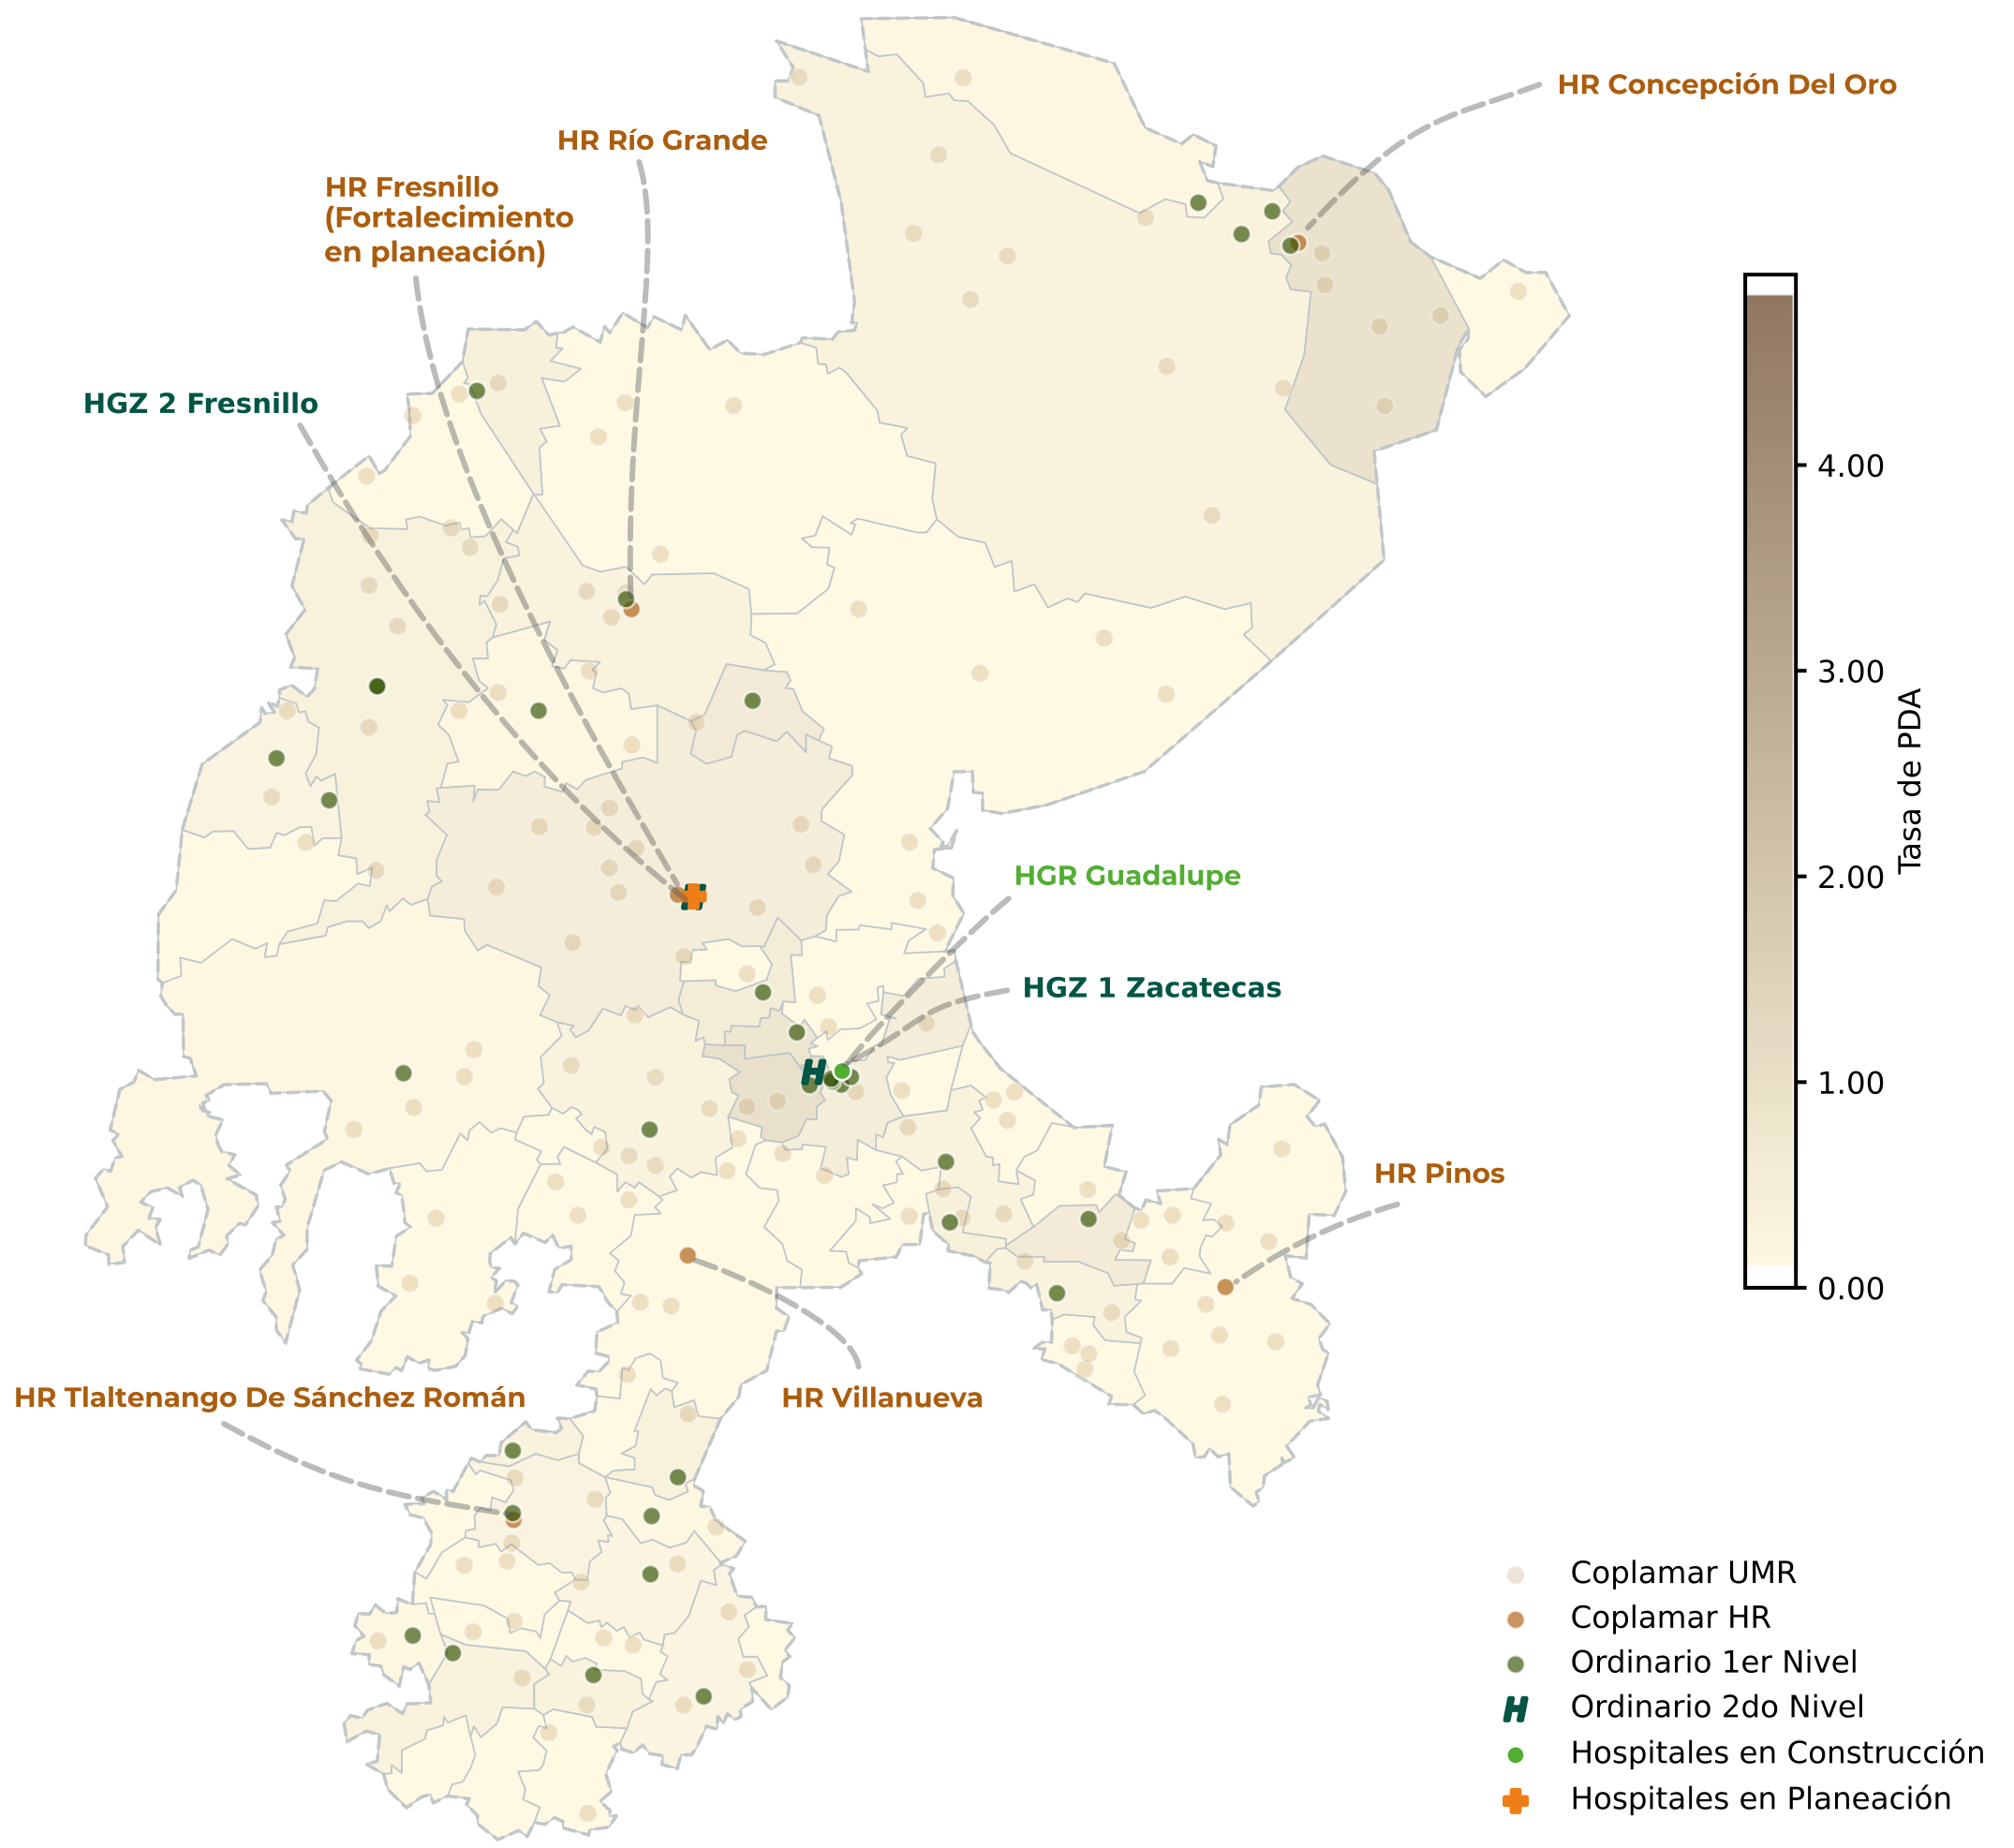 HR Concepción Del Oro
HR Río Grande
HR Fresnillo
(Fortalecimiento
en planeación)
HGZ 2 Fresnillo
HGR Guadalupe
HGZ 1 Zacatecas
HR Pinos
HR Tlaltenango De Sánchez Román
HR Villanueva
4.00
3.00
2.00
1.00
0.00
Tasa de PDA
Coplamar UMR
Coplamar HR
Ordinario 1er Nivel
H Ordinario 2do Nivel
Hospitales en Construcción
Hospitales en Planeación
H